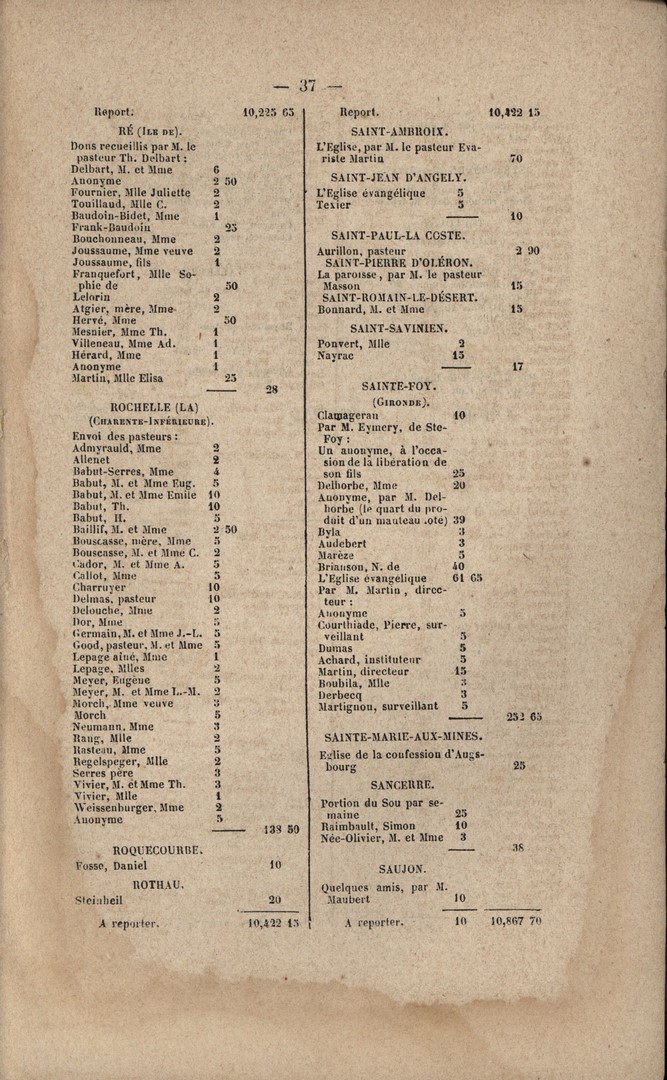 — 37 —
Report. 10,225 65
RÉ (ILE DE).
Dons recueillis par M. le
pasteur Th. Delbart :
Delbart, M. et Mme 6
Anonyme 2 50
Fournier, Mlle Juliette 2
Touillaud, Mlle C. 2
Baudoin-Bidet, Mme 1
Frank-Baudoin 25
Bouchonneau, Mme 2
Joussaume, Mme veuve 2
Joussaume, fils 1
Franquefort, Mlle So-
phie de 50
Lelorin 2
Atgier, mère, Mme 2
Hervé, Mme 50
Mesnier, Mme Th. 1
Villeneau, Mme Ad. 1
Hérard, Mme 1
Anonyme 1
Martin, Mlle Elisa 25
28
ROCHELLE (LA)
(CHARENTE-INFÉRIEURE).
Envoi des pasteurs :
Admyrauld, Mme 2
Allenet 2
Babut-Serres, Mme 4
Babut, M. et Mme Eug. 5
Babut, M. et Mme Emile 10
Babut, Th. 10
Babut, H. 5
Baillif, M. et Mme 2 50
Bouscasse, mère, Mme 5
Bouscasse, M. et Mme C. 2
Cador, M. et Mme A. 5
Callot, Mme 5
Charruyer 10
Delmas, pasteur 10
Delouche, Mme 2
Dor, Mme 5
Germain, M. et Mme J.-L. 5
Good, pasteur, M. et Mme 5
Lepage aîné, Mme 1
Lepage, Mlles 2
Meyer, Eugène 5
Meyer, M. et Mme L.-M. 2
Morch, Mme veuve 3
Morch 5
Neumann, Mme 3
Rang, Mlle 2
Rasteau, Mme 5
Regelspeger, Mlle 2
Serres père 3
Vivier, M. et Mme Th. 3
Vivier, Mlle 1
Weissenburger, Mme 2
Anonyme 5
138 50
ROQUECOURBE.
Fosse, Daniel 10
ROTHAU.
Steinheil 20
A reporter. 10,422 15
Report. 10,422 15
SAINT-AMBROIX.
L'Eglise, par M. le pasteur Eva-
riste Martin 70
SAINT-JEAN D'ANGELY.
L'Eglise évangélique 5
Texier 5
10
SAINT-PAUL-LA COSTE.
Aurillon, pasteur 2 90
SAINT-PIERRE D'OLÉRON.
La paroisse, par M. le pasteur
Masson 15
SAINT-ROMAIN-LE-DÉSERT.
Bonnard, M. et Mme 15
SAINT-SAVINIEN.
Ponvert, Mlle 2
Nayrac 15
17
SAINTE-FOY.
(GIRONDE).
Clamageran 10
Par M. Eymery, de Ste-
Foy :
Un anonyme, à l'occa-
sion de la libération de
son fils 25
Delhorbe, Mme 20
Anonyme, par M. Del-
horbe (le quart du pro-
duit d'un manteau .oté) 39
Byla 3
Audebert 3
Marèze 5
Brianson, N. de 40
L'Eglise évangélique 61 65
Par M. Martin, direc-
teur :
Anonyme 5
Courthiade, Pierre, sur-
veillant 5
Dumas 5
Achard, instituteur 5
Martin, directeur 15
Boubila, Mlle 3
Derbecq 3
Martignou, surveillant 5
252 65
SAINTE-MARIE-AUX-MINES.
Eglise de la confession d'Augs-
bourg 25
SANCERRE.
Portion du Sou par se-
maine 25
Raimbault, Simon 10
Née-Olivier, M. et Mme 3
38
SAUJON.
Quelques amis, par M.
Maubert 10
A reporter. 10 10,867 70